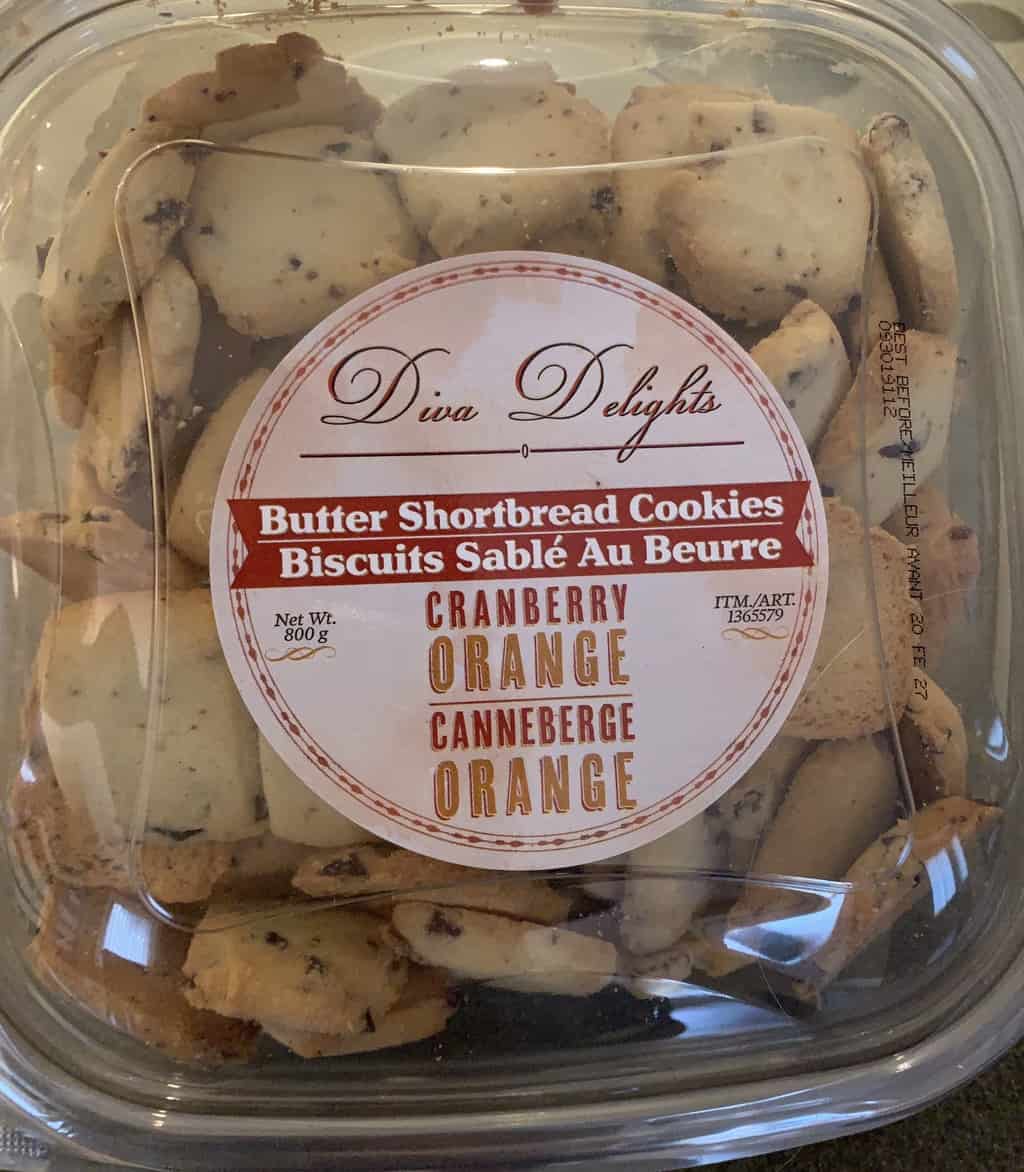 Diva Delights
Butter Shortbread Cookies
Biscuits Sablé Au Beurre
Net Wt.
800 g
CRANBERRY
ORANGE
CANNEBERGE
ORANGE
ITM./ART.
1365579
BEST BEFORE/MEILLEUR AVANT 20 FE 27
093019112